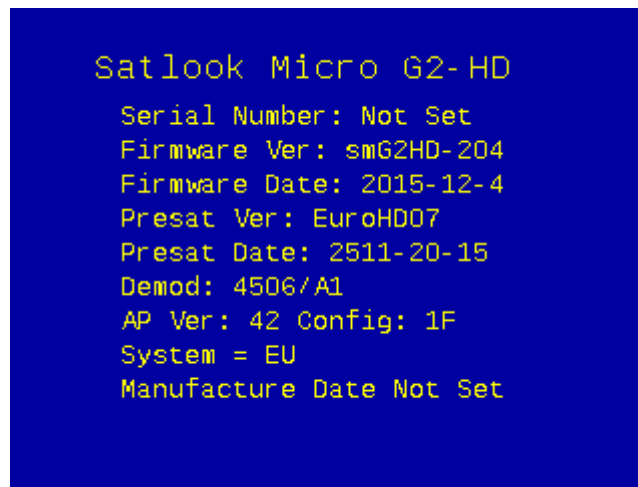 Satlook Micro G2-HD
Serial Number: Not Set
Firmware Ver: smG2HD-204
Firmware Date: 2015-12-4
Presat Ver: EuroHD07
Presat Date: 2511-20-15
Demod: 4506/A1
AP Ver: 42 Config: 1F
System = EU
Manufacture Date Not Set